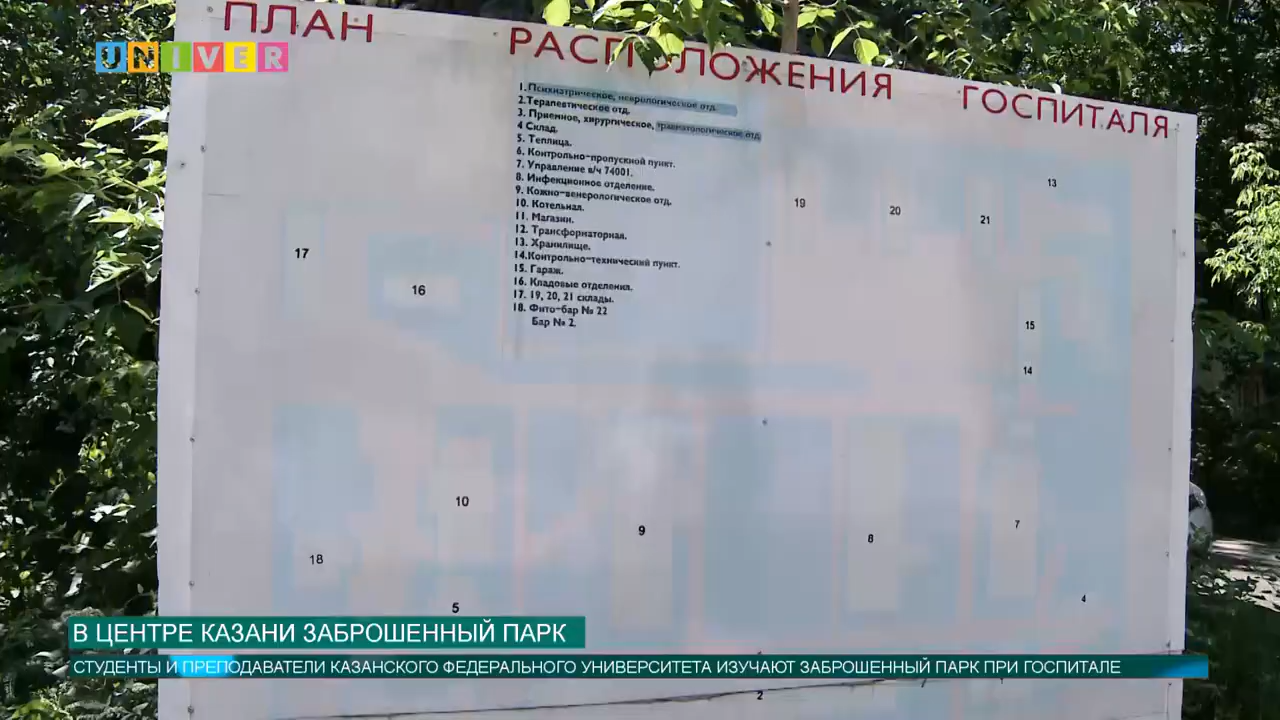 ПЛАН РАСПОЛОЖЕНИЯ ГОСПИТАЛЯ
UNIVER
1. Психиатрическое, неврологическое отд.
2. Терапевтическое отд.
3. Приемное, хирургическое, травматологическое отд
4 Склад.
5. Теплица.
6. Контрольно-пропускной пункт.
7. Управление в/ч 74001.
8. Инфекционное отделение.
9. Кожно-венерологическое отд.
10. Котельная.
11. Магазин.
12. Трансформаторная.
13. Хранилище.
14.Контрольно-технический пункт.
15. Гараж.
16. Кладовые отделения.
17. 19, 20, 21 склады.
18. Фито-бар № 22
Бар № 2.
13
19
20
21
17
16
15
14
10
9
8
7
18
5
4
В ЦЕНТРЕ КАЗАНИ ЗАБРОШЕННЫЙ ПАРК
СТУДЕНТЫ И ПРЕПОДАВАТЕЛИ КАЗАНСКОГО ФЕДЕРАЛЬНОГО УНИВЕРСИТЕТА ИЗУЧАЮТ ЗАБРОШЕННЫЙ ПАРК ПРИ ГОСПИТАЛЕ
2